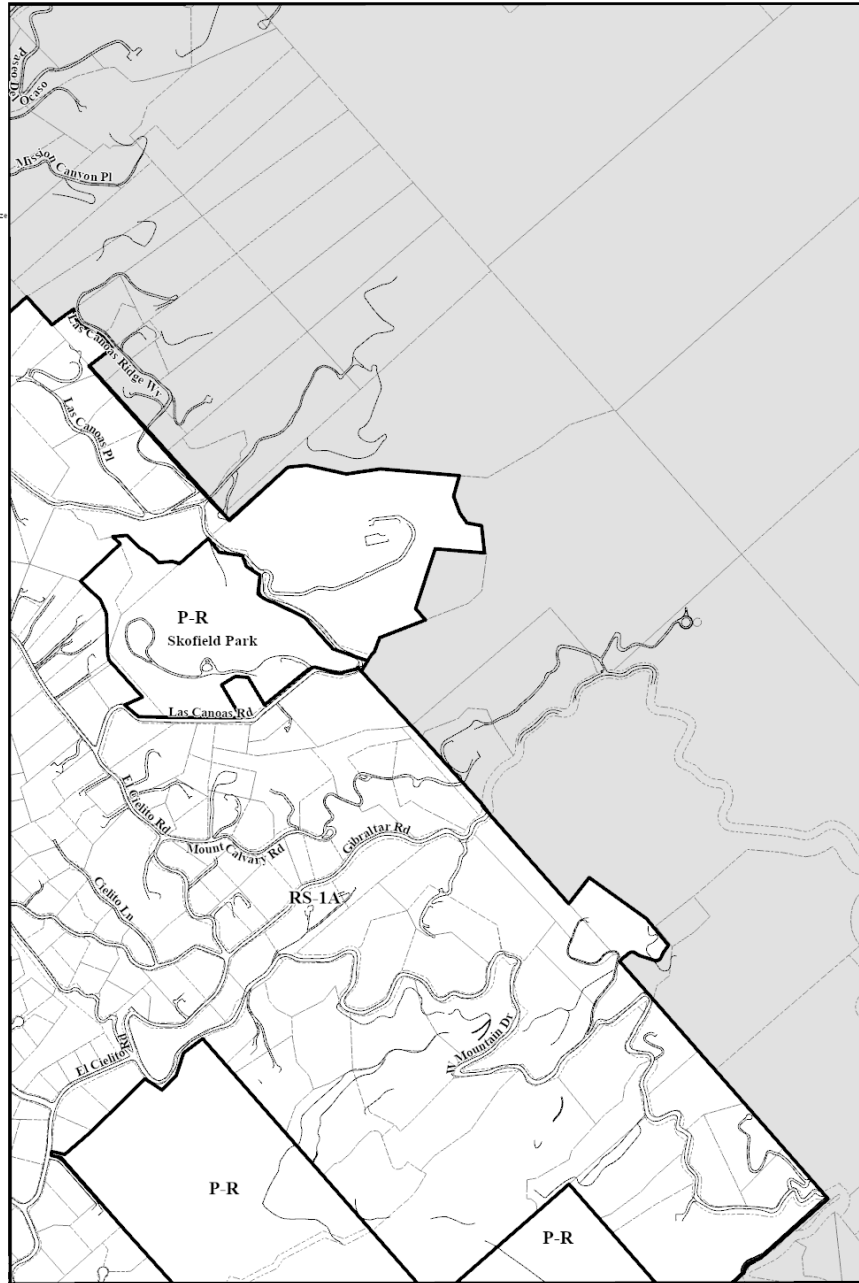 Paseo Del
Ocaso
Mission Canyon Pl
Las Canoas Ridge Wy
Las Canoas Pl
P-R
Skofield Park
Las Canoas Rd
El Cielito Rd
Mount Calvary Rd
Gibraltar Rd
RS-1A
Cielito Ln
W Mountain Dr
El Cielito Rd
P-R
P-R